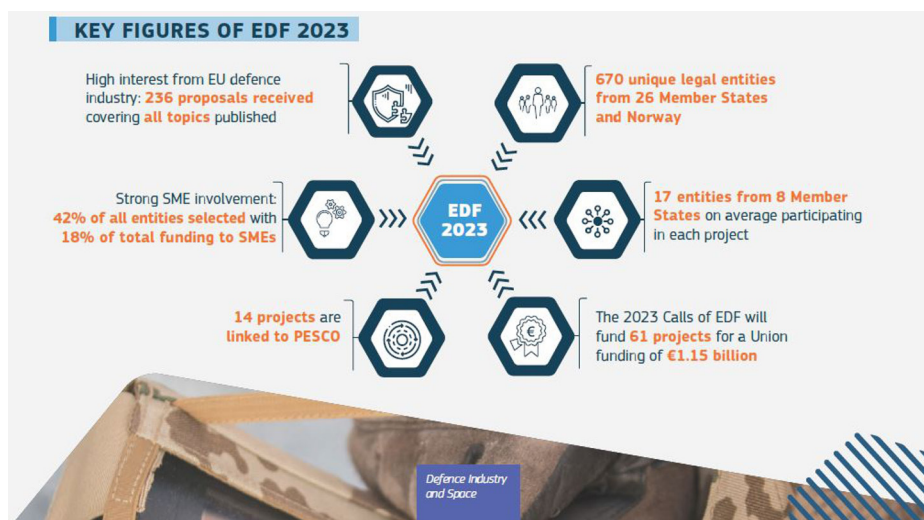 KEY FIGURES OF EDF 2023
High interest from EU defence
industry: 236 proposals received
covering all topics published
670 unique legal entities
from 26 Member States
and Norway
Strong SME involvement:
42% of all entities selected with
18% of total funding to SMEs
EDF
2023
17 entities from 8 Member
States on average participating
in each project
14 projects are
linked to PESCO
€
The 2023 Calls of EDF will
fund 61 projects for a Union
funding of €1.15 billion
Defence Industry
and Space